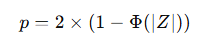 p = 2 × (1 − Φ(|Z|))